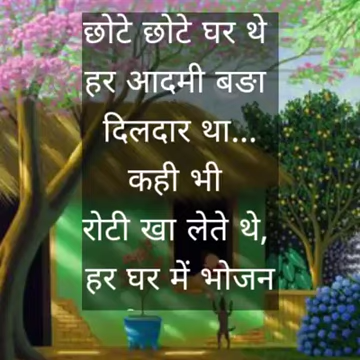 छोटे छोटे घर थे
हर आदमी बडा
दिलदार था...
कही भी
रोटी खा लेते थे,
हर घर में भोजन